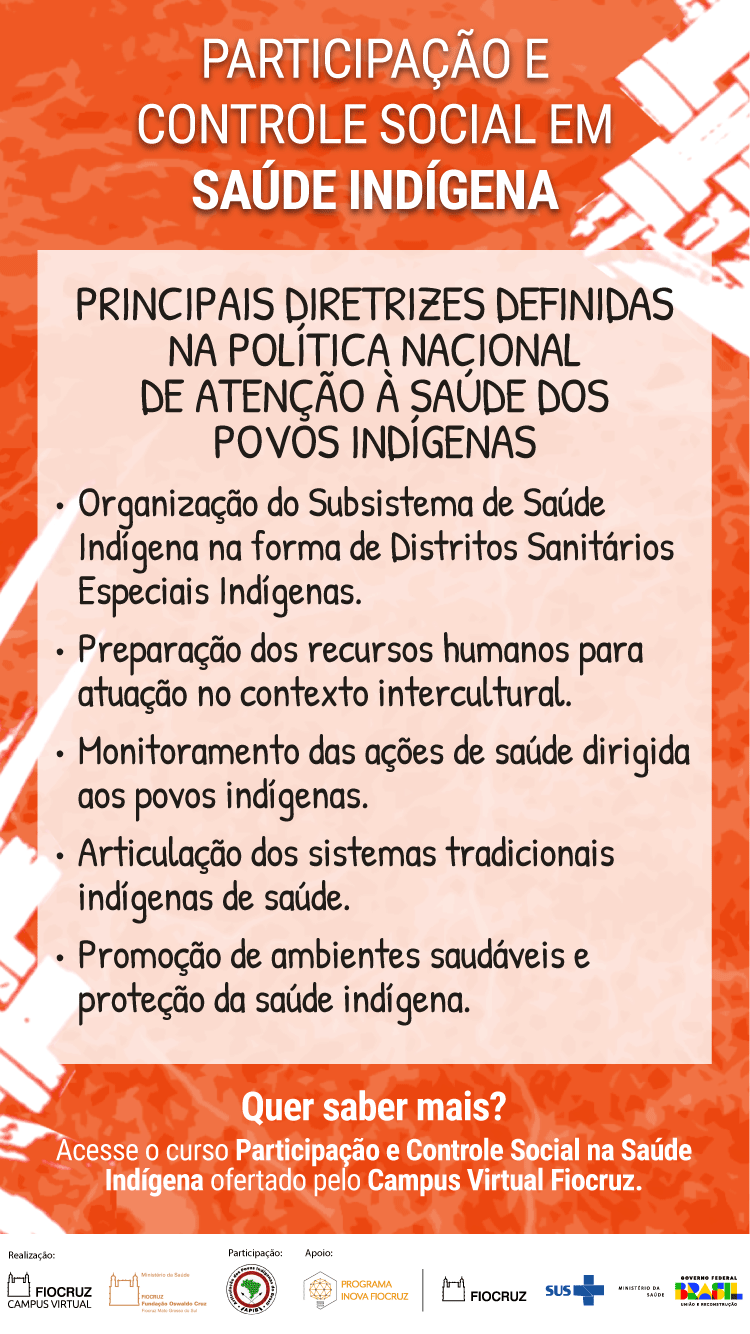 PARTICIPAÇÃO E
CONTROLE SOCIAL EM
SAÚDE INDÍGENA
PRINCIPAIS DIRETRIZES DEFINIDAS
NA POLÍTICA NACIONAL
DE ATENÇÃO À SAÚDE DOS
POVOS INDÍGENAS
• Organização do Subsistema de Saúde
Indígena na forma de Distritos Sanitários
Especiais Indígenas.
• Preparação dos recursos humanos para
atuação no contexto intercultural.
• Monitoramento das ações de saúde dirigida
aos povos indígenas.
• Articulação dos sistemas tradicionais
indígenas de saúde.
• Promoção de ambientes saudáveis e
proteção da saúde indígena.
Quer saber mais?
Acesse o curso Participação e Controle Social na Saúde
Indígena ofertado pelo Campus Virtual Fiocruz.
Realização:
Participação:
Apoio:
FIOCRUZ
CAMPUS VIRTUAL
Ministério da Saúde
FIOCRUZ
Fundação Oswaldo Cruz
Fiocruz Mato Grosso do Sul
PROGRAMA
INOVA FIOCRUZ
FIOCRUZ
SUS
MINISTÉRIO DA
SAÚDE
GOVERNO FEDERAL
BRASIL
UNIÃO E RECONSTRUÇÃO